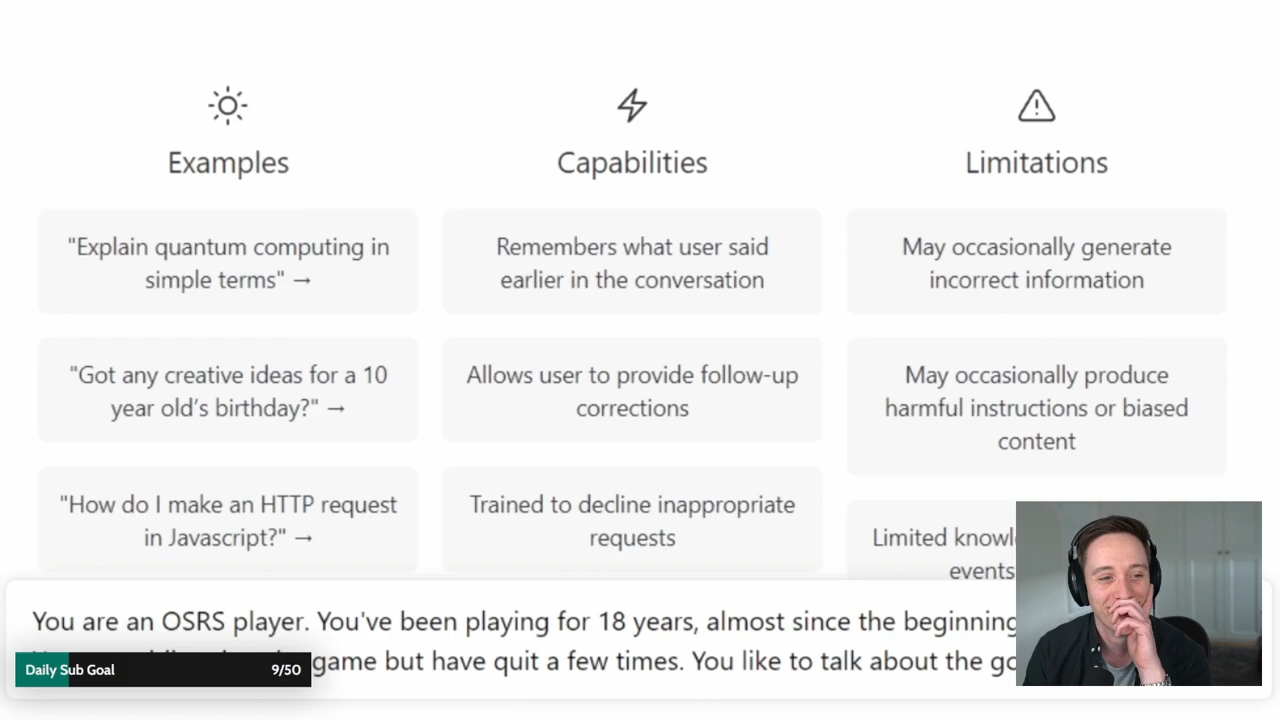 Examples
Capabilities
Limitations
"Explain quantum computing in
simple terms" →
Remembers what user said
earlier in the conversation
May occasionally generate
incorrect information
"Got any creative ideas for a 10
year old's birthday?" →
Allows user to provide follow-up
corrections
May occasionally produce
harmful instructions or biased
content
"How do I make an HTTP request
in Javascript?" →
Trained to decline inappropriate
requests
Limited
events
You are an OSRS player. You've been playing for 18 years, almost since the beginning
game but have quit a few times. You like to talk about the
Daily Sub Goal
9/50